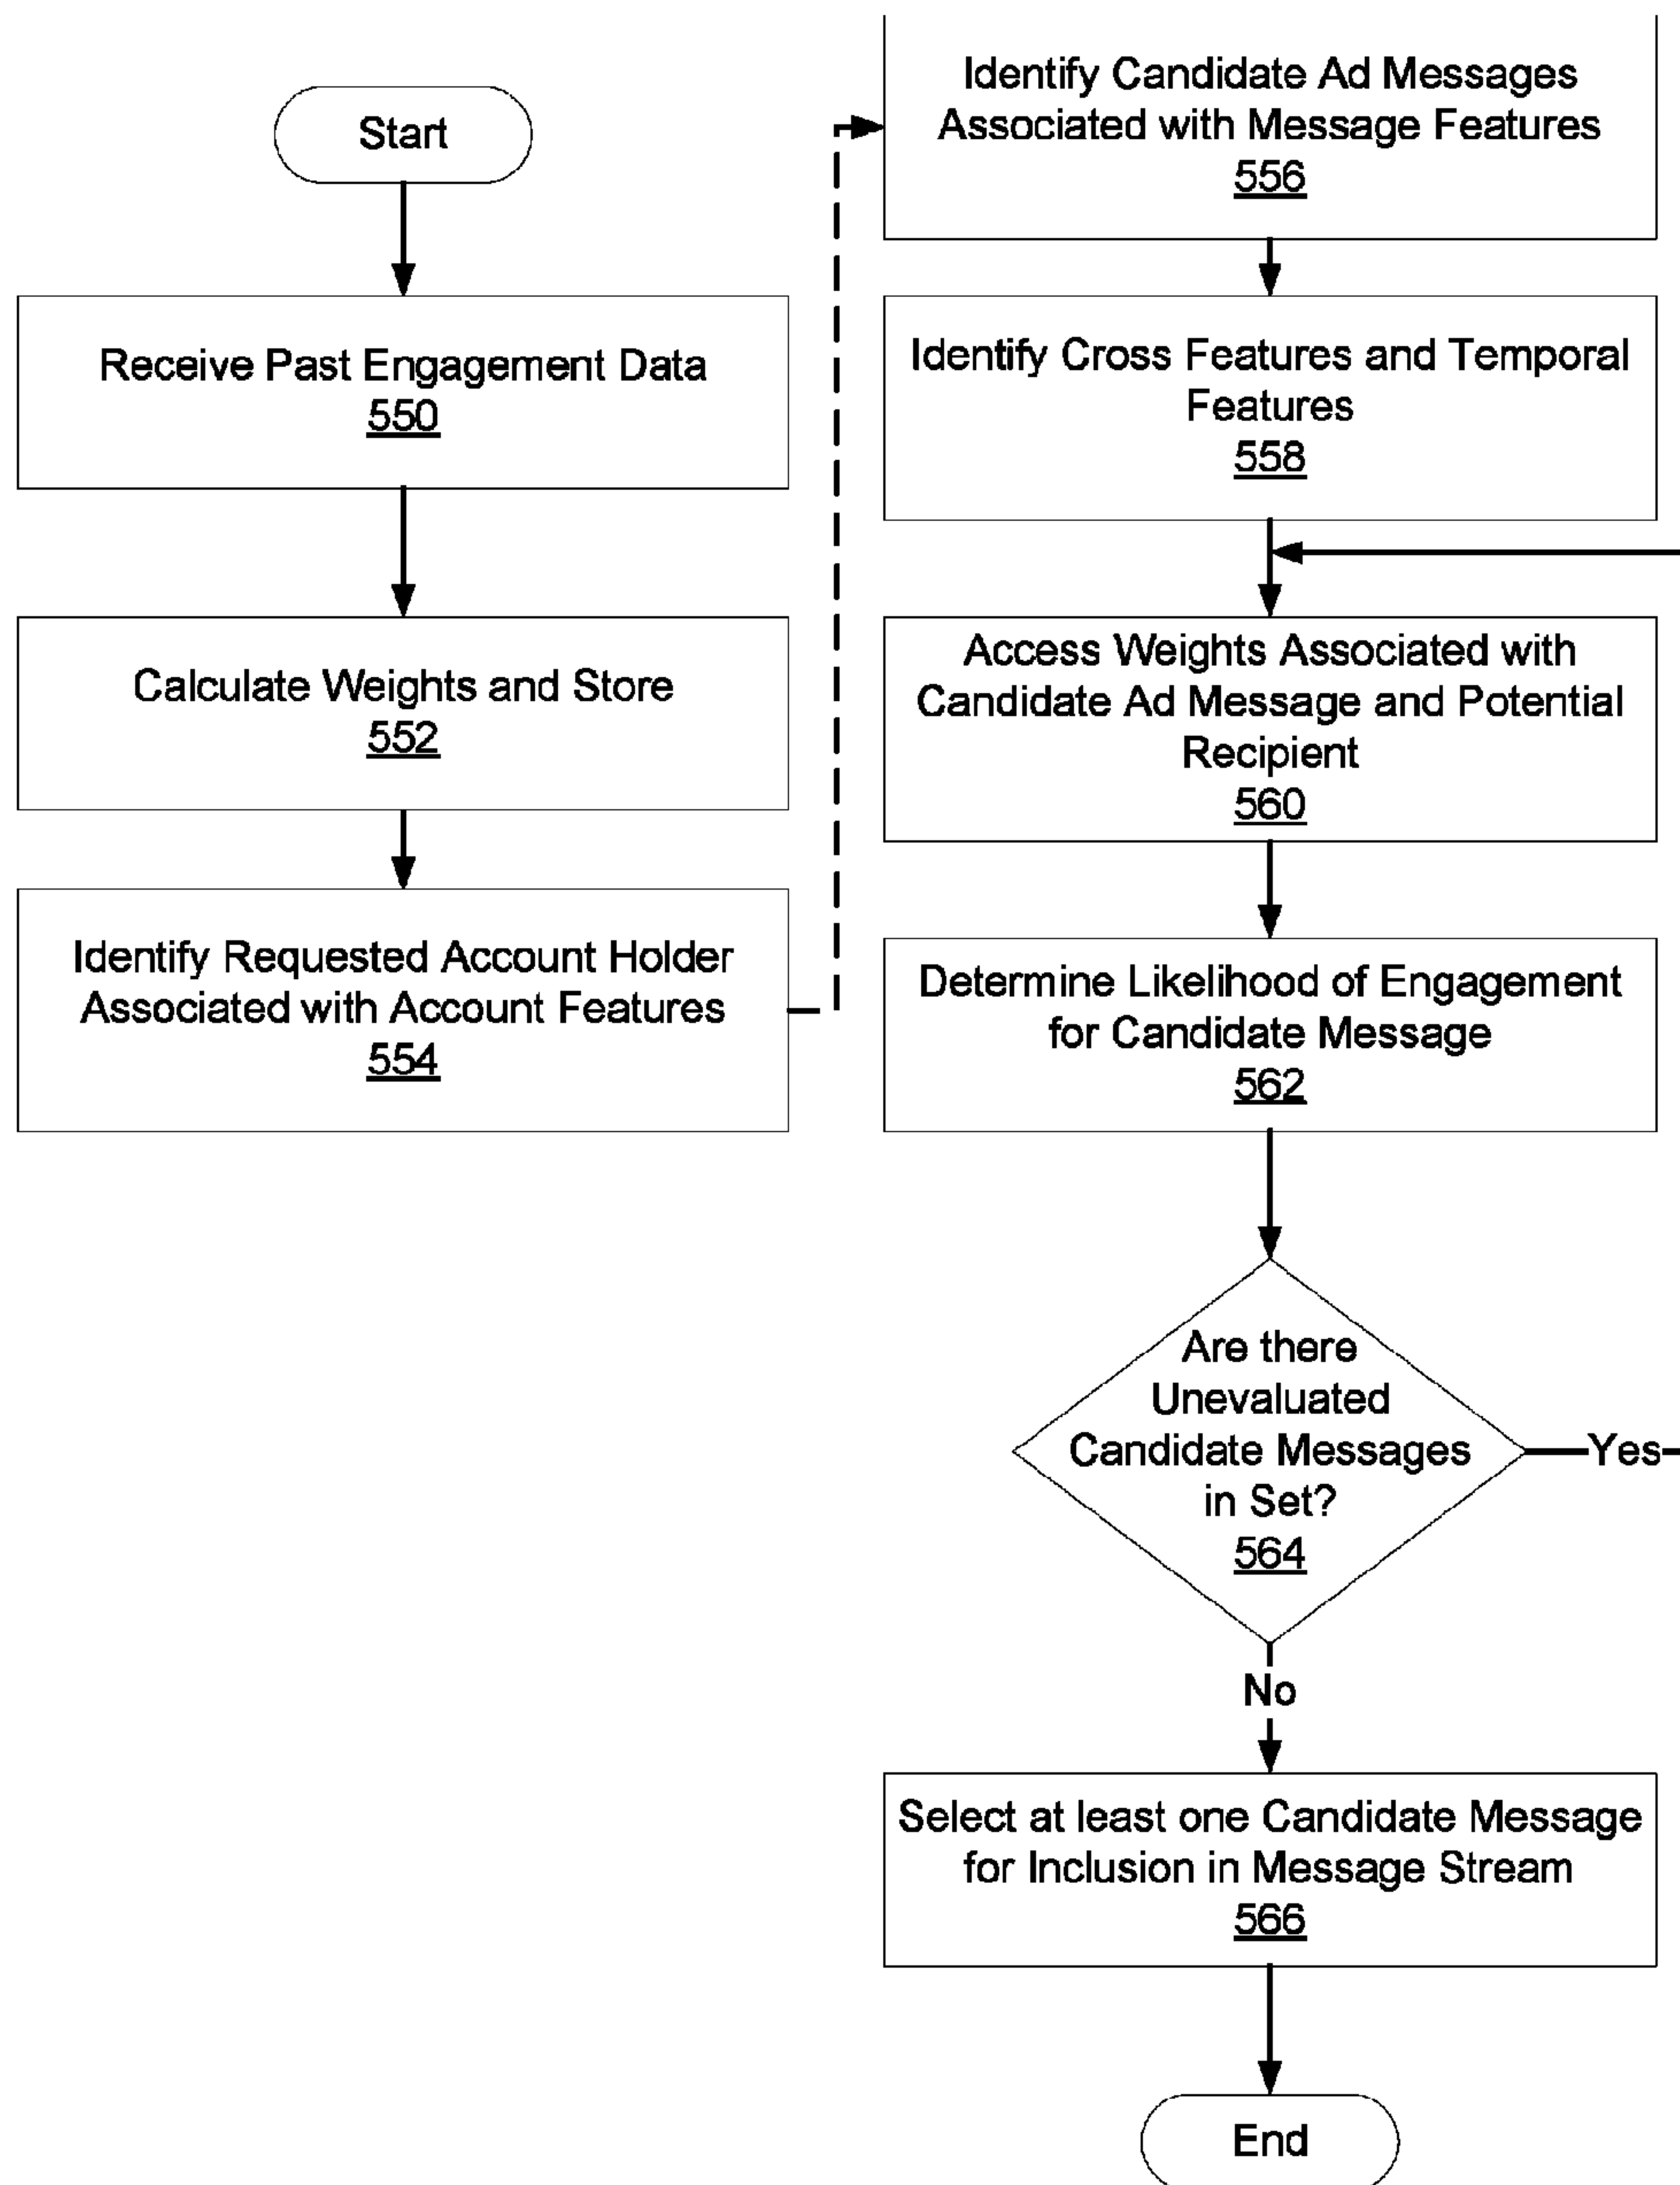 Start
Receive Past Engagement Data
550
Calculate Weights and Store
552
Identify Requested Account Holder
Associated with Account Features
554
Identify Candidate Ad Messages
Associated with Message Features
556
Identify Cross Features and Temporal
Features
558
Access Weights Associated with
Candidate Ad Message and Potential
Recipient
560
Determine Likelihood of Engagement
for Candidate Message
562
Are there
Unevaluated
Candidate Messages
in Set?
564
Yes
No
Select at least one Candidate Message
for Inclusion in Message Stream
566
End